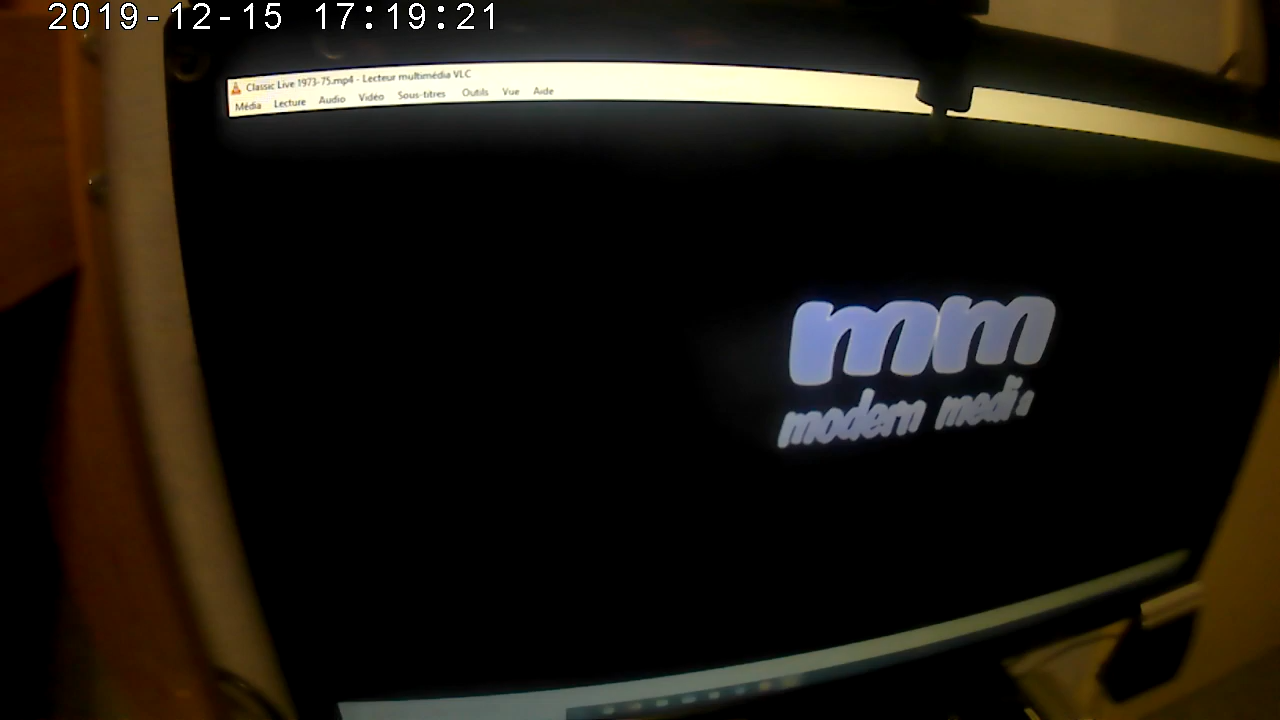 2019-12-15 17:19:21
Classic Live 1973-75.mp4 - Lecteur multimédia VLC
Média Lecture Audio Vidéo Sous-titres Outils Vue Aide
mm
modern media